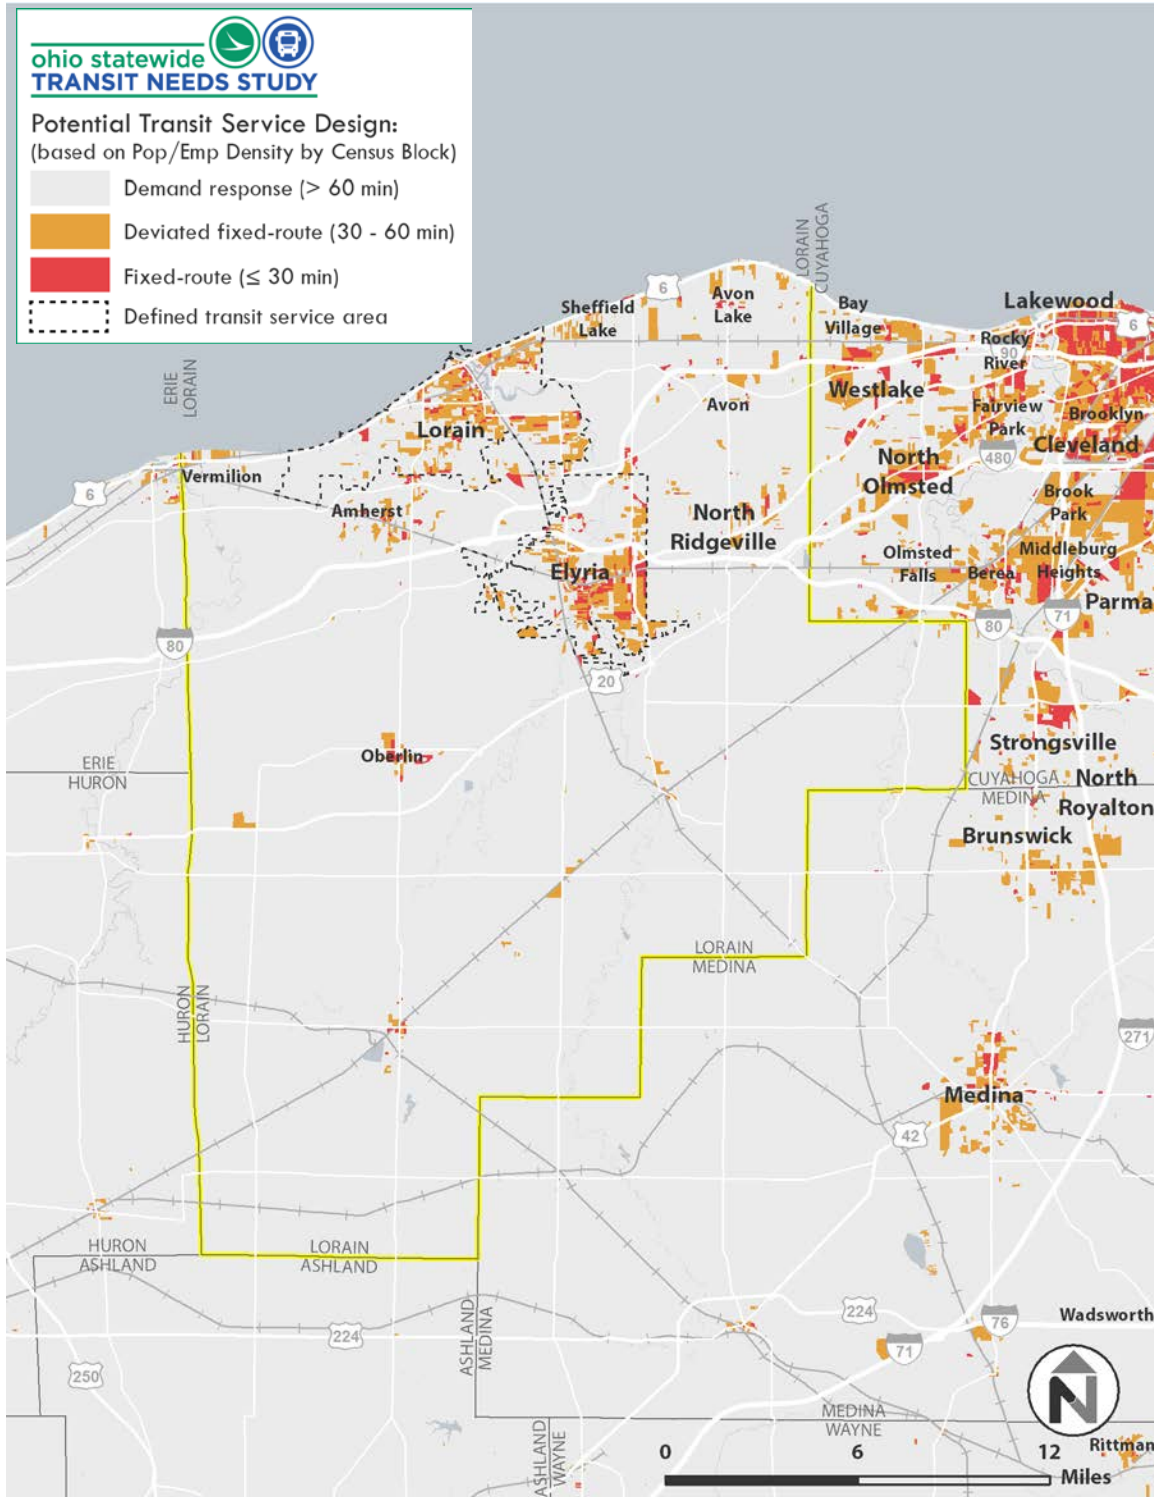 ohio statewide
TRANSIT NEEDS STUDY
Potential Transit Service Design:
(based on Pop/Emp Density by Census Block)
Demand response (> 60 min)
Deviated fixed-route (30 - 60 min)
Fixed-route (≤ 30 min)
Defined transit service area
LORAIN
CUYAHOGA
6
Sheffield
Lake
Avon
Lake
Bay
Village
Lakewood
6
Rocky
River
90
ERIE
LORAIN
Westlake
Avon
Fairview
Park
Brooklyn
Lorain
Cleveland
480
North
Olmsted
Vermilion
6
Amherst
Brook
Park
North
Ridgeville
Olmsted
Falls
Berea
Middleburg
Heights
Elyria
Parma
80
71
80
20
Oberlin
Strongsville
ERIE
HURON
CUYAHOGA
MEDINA
North
Royalton
Brunswick
LORAIN
MEDINA
HURON
LORAIN
271
Medina
42
HURON
ASHLAND
LORAIN
ASHLAND
ASHLAND
MEDINA
224
224
76
Wadsworth
71
250
MEDINA
WAYNE
ASHLAND
WAYNE
N
Rittman
0 6 12
Miles